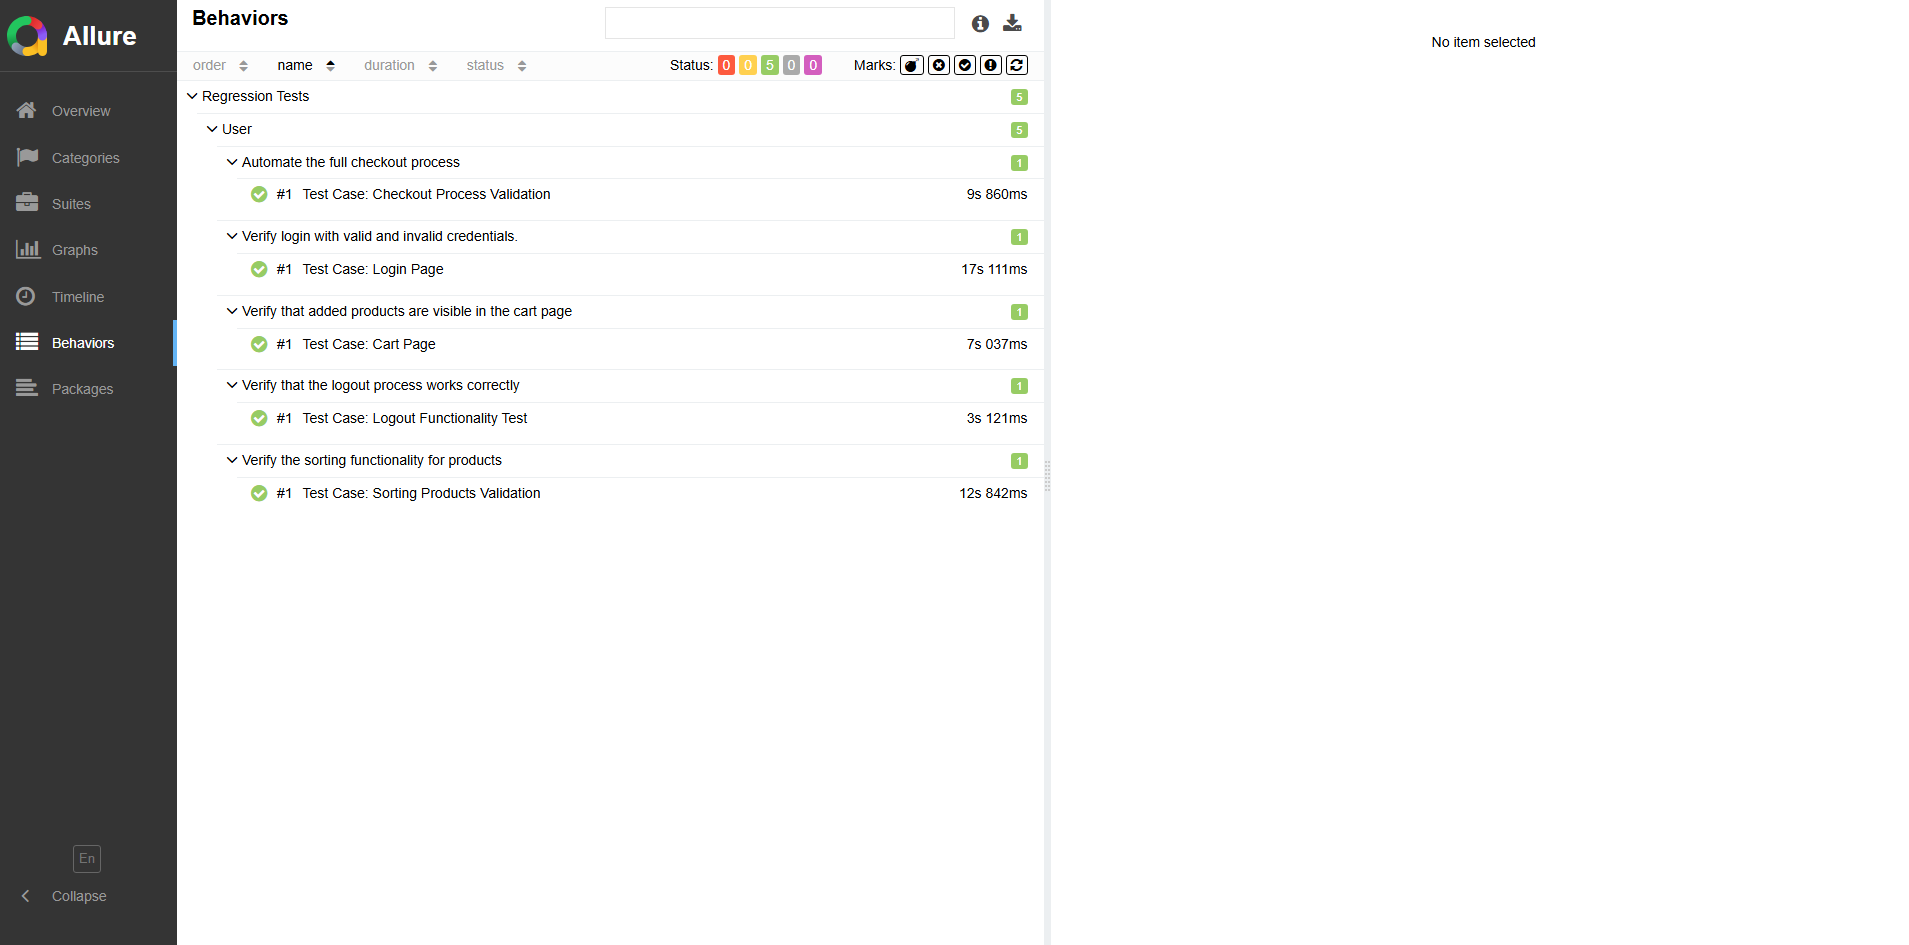 Allure
Overview
Categories
Suites
Graphs
Timeline
Behaviors
Packages
En
Collapse
Behaviors
order name duration status Status: 0 0 5 0 0 Marks:
Regression Tests 5
User 5
Automate the full checkout process 1
#1 Test Case: Checkout Process Validation 9s 860ms
Verify login with valid and invalid credentials. 1
#1 Test Case: Login Page 17s 111ms
Verify that added products are visible in the cart page 1
#1 Test Case: Cart Page 7s 037ms
Verify that the logout process works correctly 1
#1 Test Case: Logout Functionality Test 3s 121ms
Verify the sorting functionality for products 1
#1 Test Case: Sorting Products Validation 12s 842ms
No item selected